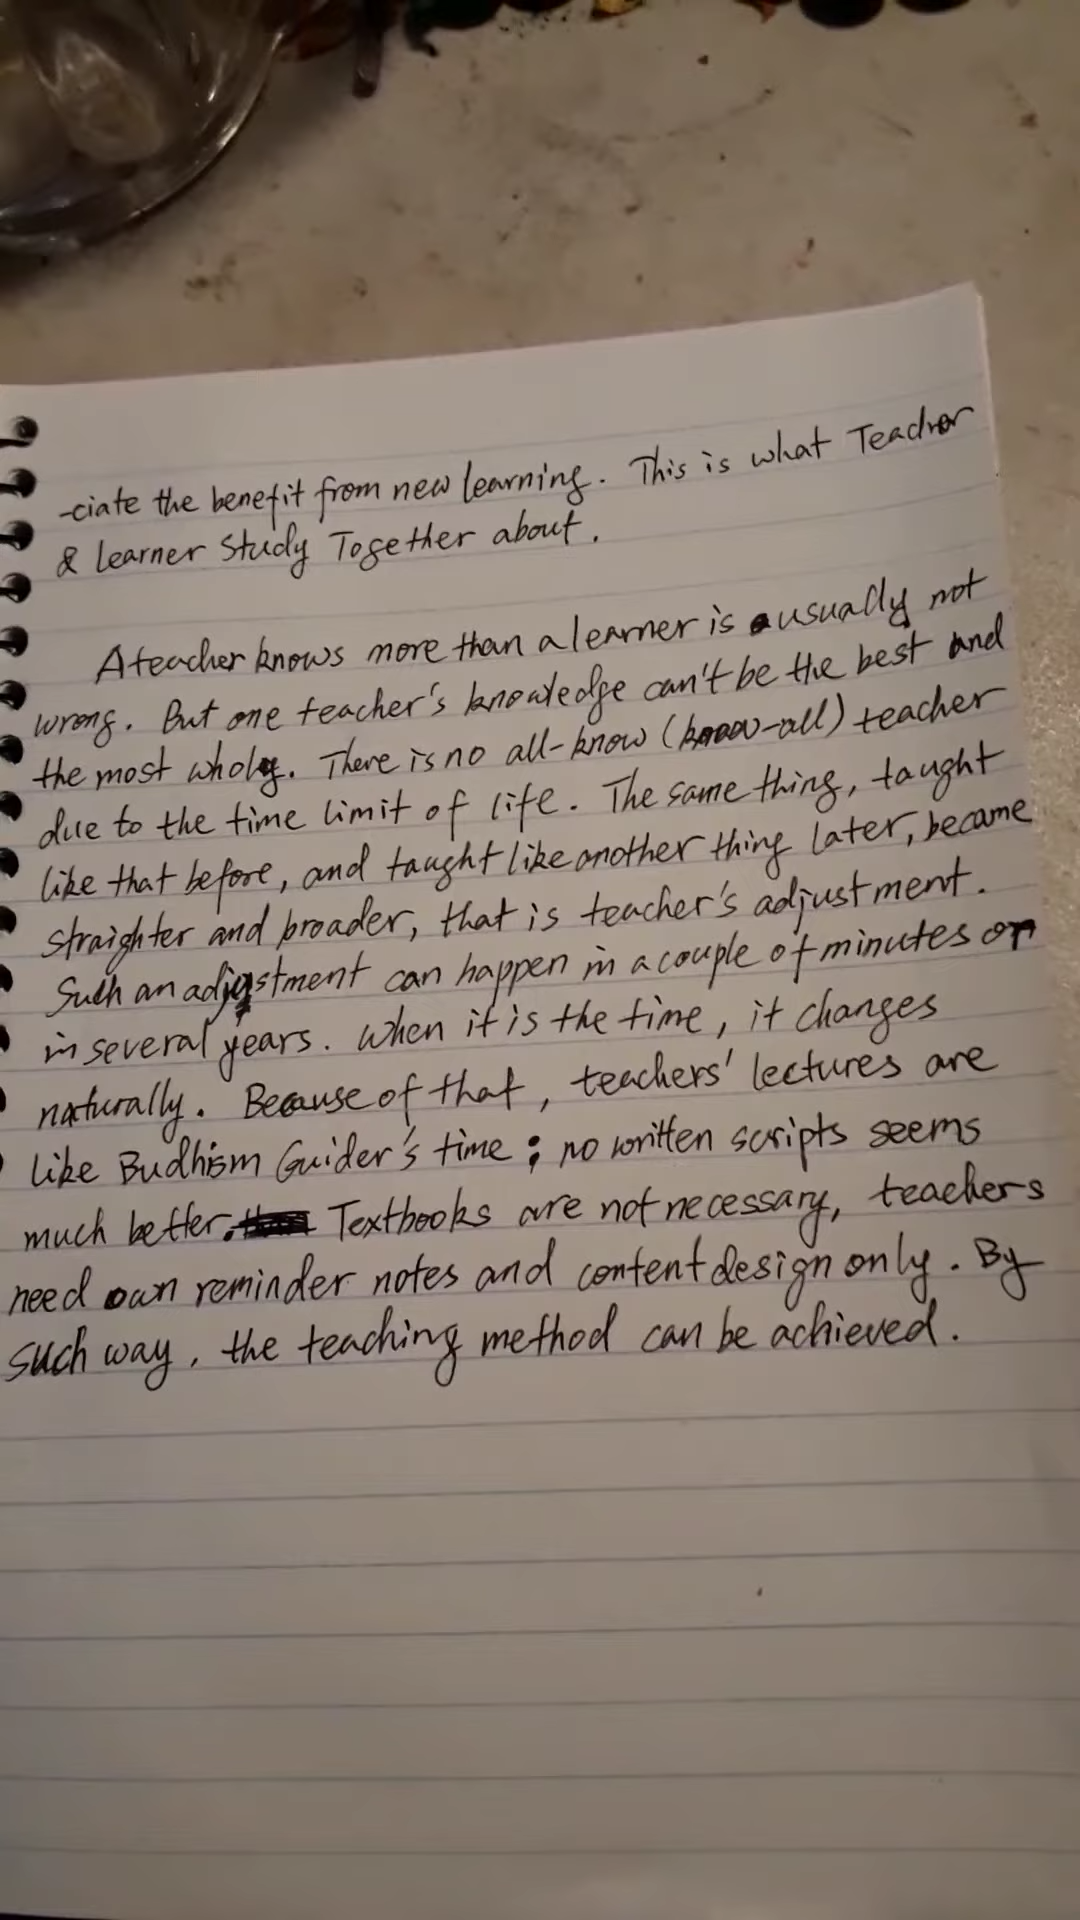 -ciate the benefit from new learning. This is what Teacher
& learner Study Together about.
A teacher knows more than a learner is usually not
wrong. But one teacher's knowledge can't be the best and
the most wholy. There is no all-know (know-all) teacher
due to the time limit of life. The same thing, taught
like that before, and taught like another thing later, became
straighter and broader, that is teacher's adjustment.
Such an adjustment can happen in a couple of minutes or
in several years. When it is the time, it changes
naturally. Because of that, teachers' lectures are
like Budhism Guider's time; no written scripts seems
much better. Textbooks are not necessary, teachers
need own reminder notes and content design only. By
such way, the teaching method can be achieved.